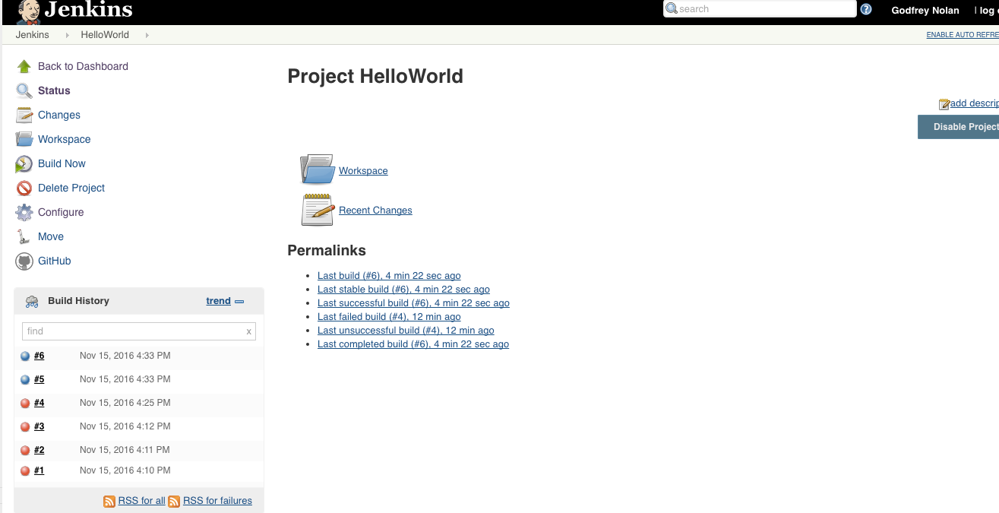 Jenkins
search
Godfrey Nolan | log
Jenkins HelloWorld
ENABLE AUTO REFRE
Back to Dashboard
Status
Changes
Workspace
Build Now
Delete Project
Configure
Move
GitHub
Build History trend
find x
#6 Nov 15, 2016 4:33 PM
#5 Nov 15, 2016 4:33 PM
#4 Nov 15, 2016 4:25 PM
#3 Nov 15, 2016 4:12 PM
#2 Nov 15, 2016 4:11 PM
#1 Nov 15, 2016 4:10 PM
RSS for all RSS for failures
Project HelloWorld
add descrip
Disable Project
Workspace
Recent Changes
Permalinks
Last build (#6), 4 min 22 sec ago
Last stable build (#6), 4 min 22 sec ago
Last successful build (#6), 4 min 22 sec ago
Last failed build (#4), 12 min ago
Last unsuccessful build (#4), 12 min ago
Last completed build (#6), 4 min 22 sec ago